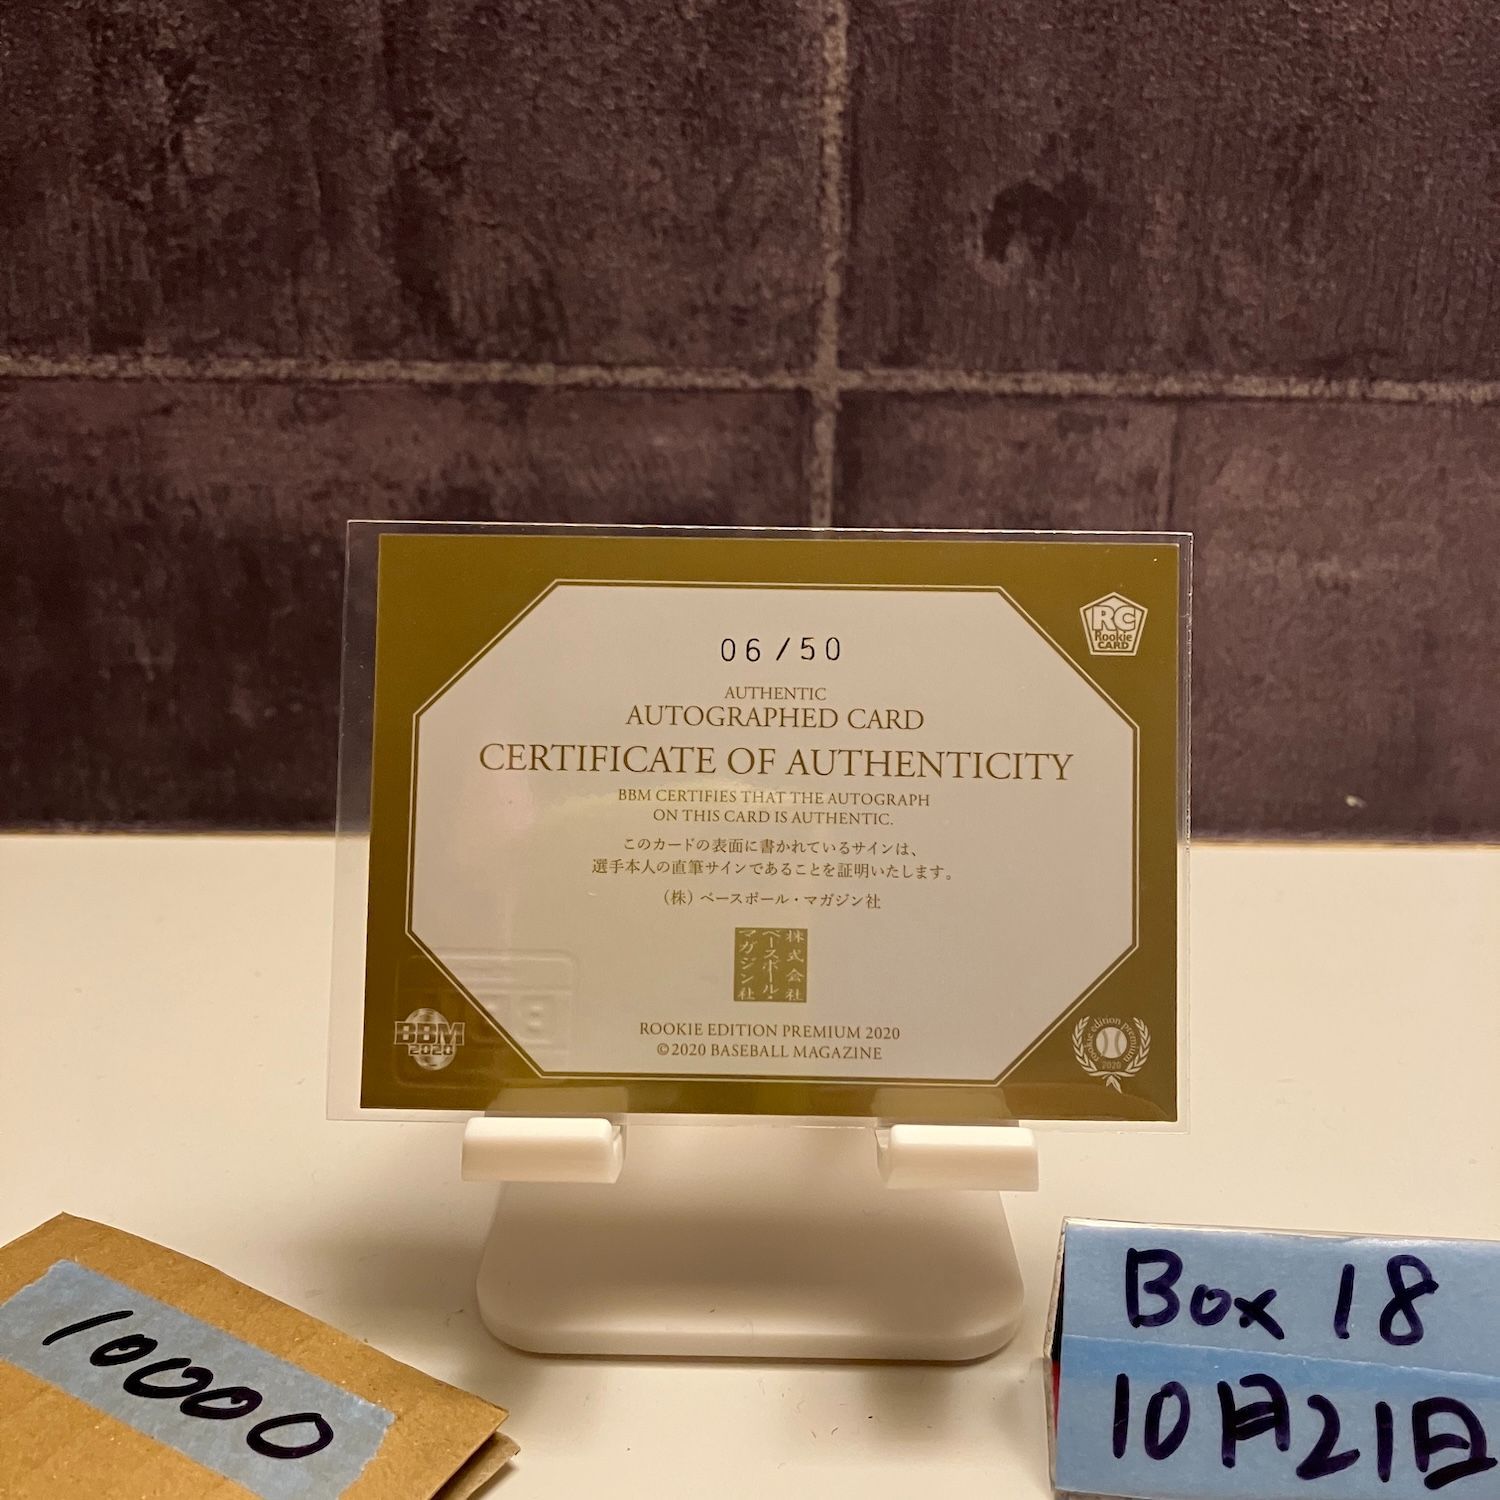 06/50
RC
Rookie
CARD
AUTHENTIC
AUTOGRAPHED CARD
CERTIFICATE OF AUTHENTICITY
BBM CERTIFIES THAT THE AUTOGRAPH
ON THIS CARD IS AUTHENTIC.
このカードの表面に書かれているサインは、
選手本人の直筆サインであることを証明いたします。
（株）ベースボール・マガジン社
株式会社
ベースボール・
マガジン社
BBM
2020
ROOKIE EDITION PREMIUM 2020
©2020 BASEBALL MAGAZINE
rookie edition premium
2020
10000
Box 18
10月21日